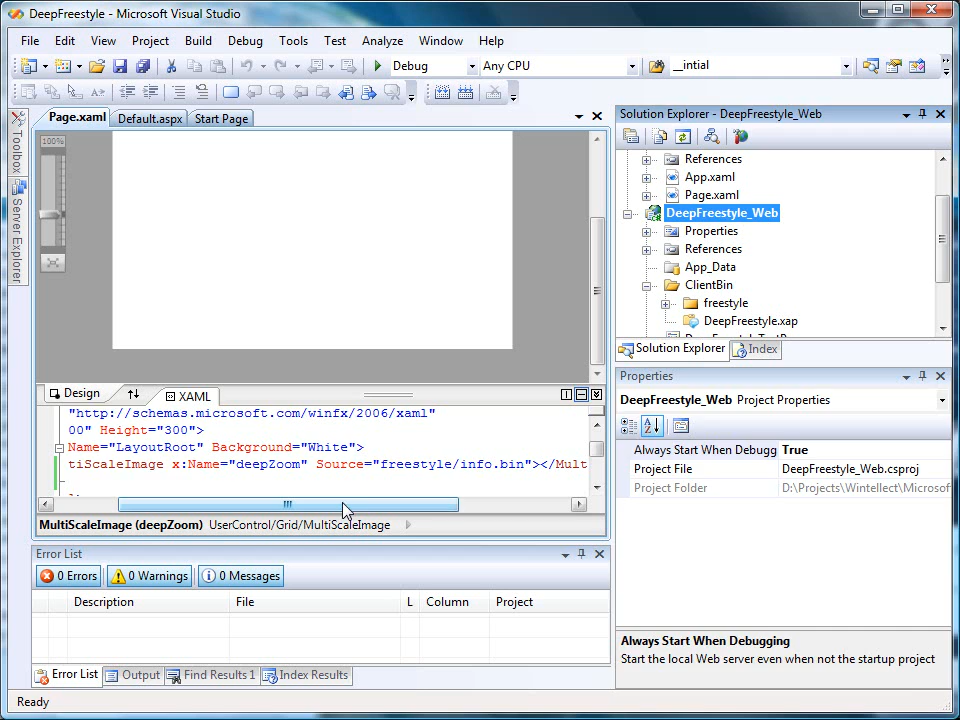 DeepFreestyle - Microsoft Visual Studio
File Edit View Project Build Debug Tools Test Analyze Window Help
Debug Any CPU __intial
Page.xaml Default.aspx Start Page
Toolbox
Server Explorer
100%
Design XAML
"http://schemas.microsoft.com/winfx/2006/xaml"
00" Height="300">
Name="LayoutRoot" Background="White">
tiScaleImage x:Name="deepZoom" Source="freestyle/info.bin"></Mult
MultiScaleImage (deepZoom) UserControl/Grid/MultiScaleImage
Error List
0 Errors 0 Warnings 0 Messages
Description File L Column Project
Error List Output Find Results 1 Index Results
Ready
Solution Explorer - DeepFreestyle_Web
References
App.xaml
Page.xaml
DeepFreestyle_Web
Properties
References
App_Data
ClientBin
freestyle
DeepFreestyle.xap
Solution Explorer Index
Properties
DeepFreestyle_Web Project Properties
Always Start When Debugg True
Project File DeepFreestyle_Web.csproj
Project Folder D:\Projects\Wintellect\Microsof
Always Start When Debugging
Start the local Web server even when not the startup project